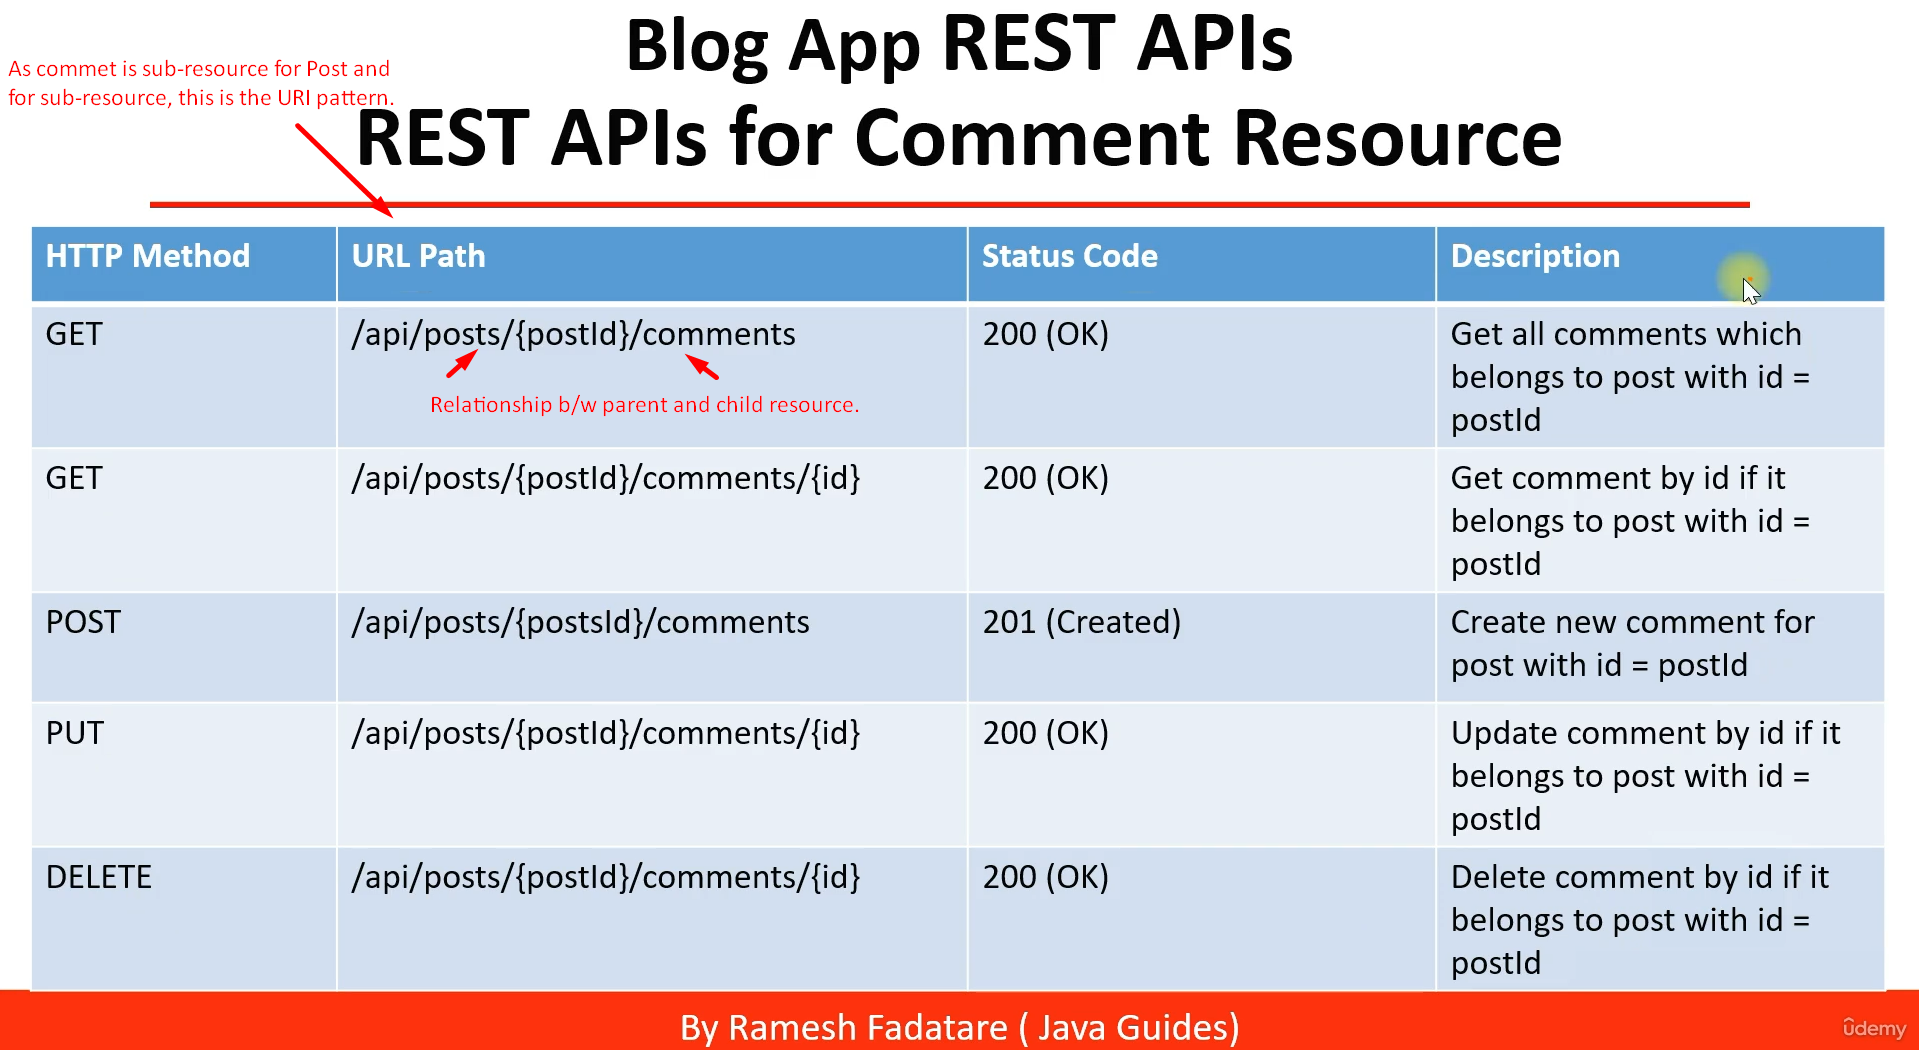 Blog App REST APIs
As commet is sub-resource for Post and
for sub-resource, this is the URI pattern.
REST APIs for Comment Resource
HTTP Method
URL Path
Status Code
Description
GET
/api/posts/{postId}/comments
200 (OK)
Get all comments which
belongs to post with id =
postId
Relationship b/w parent and child resource.
GET
/api/posts/{postId}/comments/{id}
200 (OK)
Get comment by id if it
belongs to post with id =
postId
POST
/api/posts/{postsId}/comments
201 (Created)
Create new comment for
post with id = postId
PUT
/api/posts/{postId}/comments/{id}
200 (OK)
Update comment by id if it
belongs to post with id =
postId
DELETE
/api/posts/{postId}/comments/{id}
200 (OK)
Delete comment by id if it
belongs to post with id =
postId
By Ramesh Fadatare ( Java Guides)
udemy